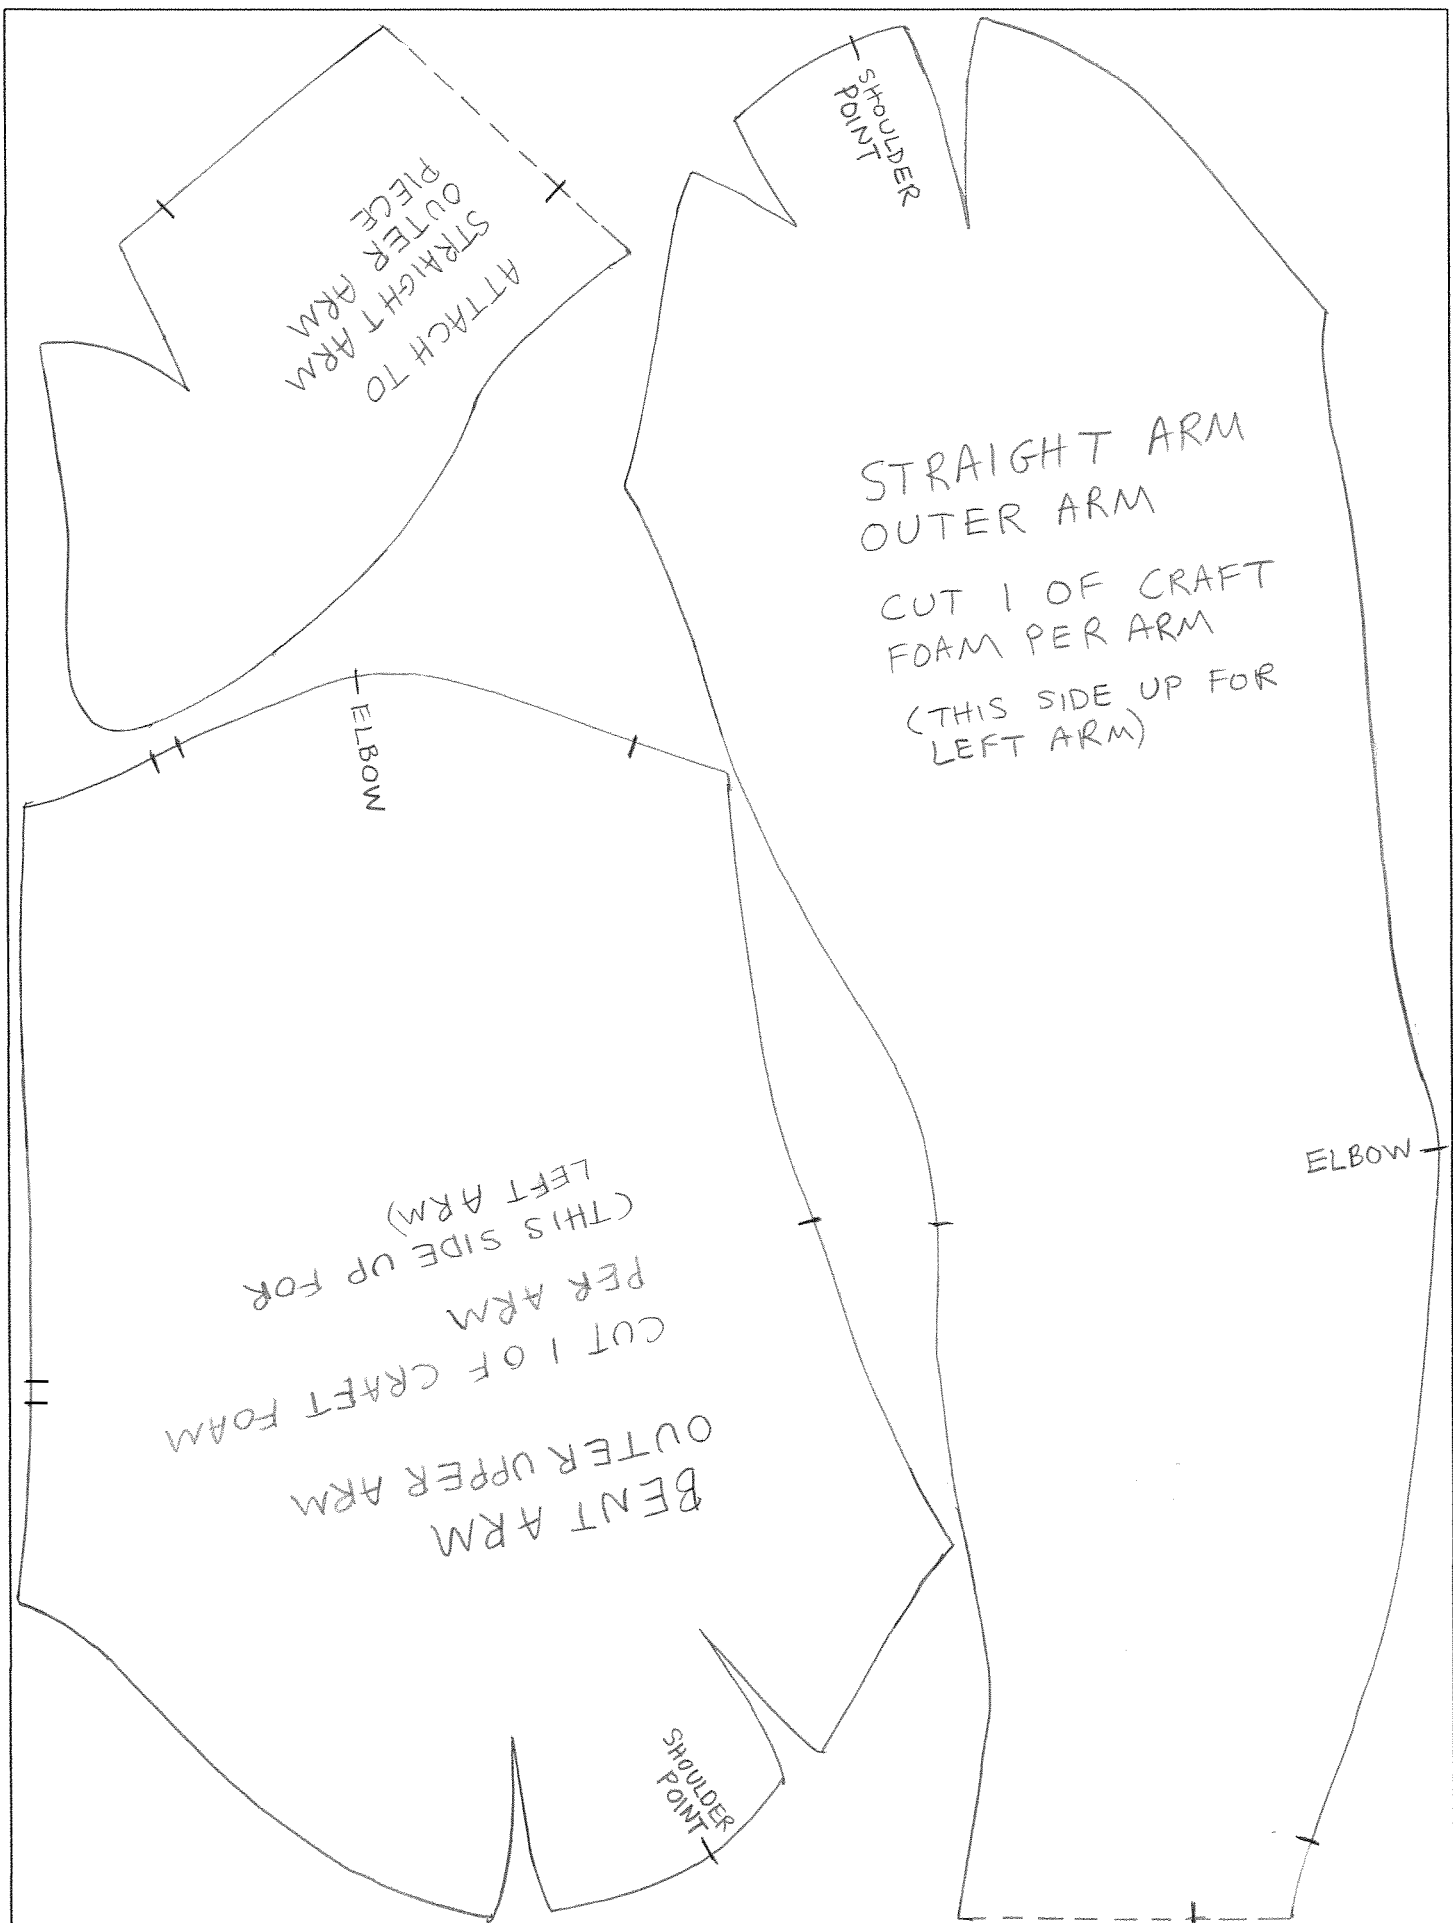 SHOULDER
POINT
ATTACH TO
STRAIGHT ARM
OUTER ARM
PIECE
STRAIGHT ARM
OUTER ARM
CUT 1 OF CRAFT
FOAM PER ARM
(THIS SIDE UP FOR
LEFT ARM)
ELBOW
ELBOW
BENT ARM
OUTER UPPER ARM
CUT 1 OF CRAFT FOAM
PER ARM
(THIS SIDE UP FOR
LEFT ARM)
SHOULDER
POINT